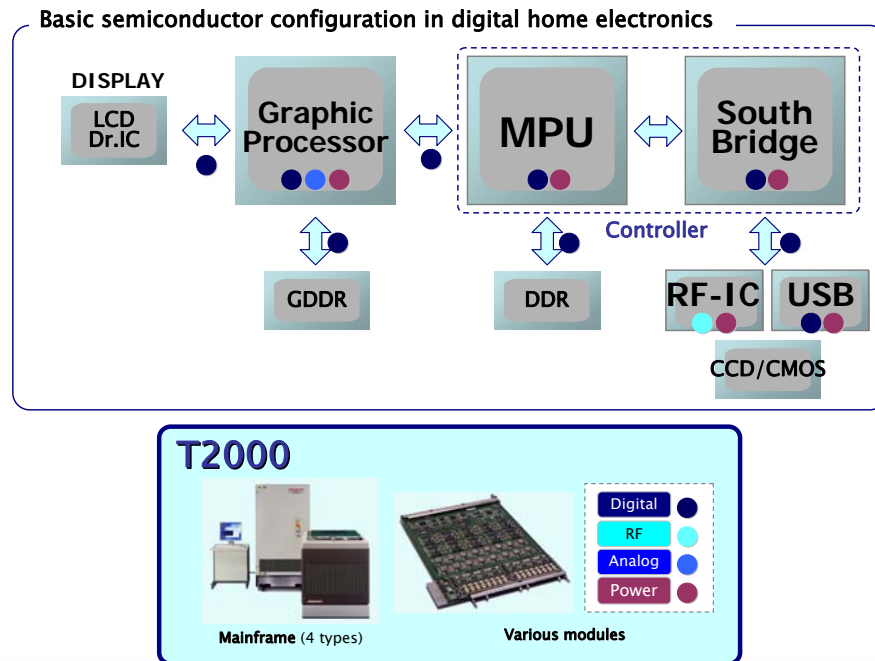 Basic semiconductor configuration in digital home electronics
DISPLAY
LCD
Dr.IC
Graphic
Processor
MPU
South
Bridge
Controller
GDDR
DDR
RF-IC
USB
CCD/CMOS
T2000
Digital
RF
Analog
Power
Mainframe (4 types)
Various modules